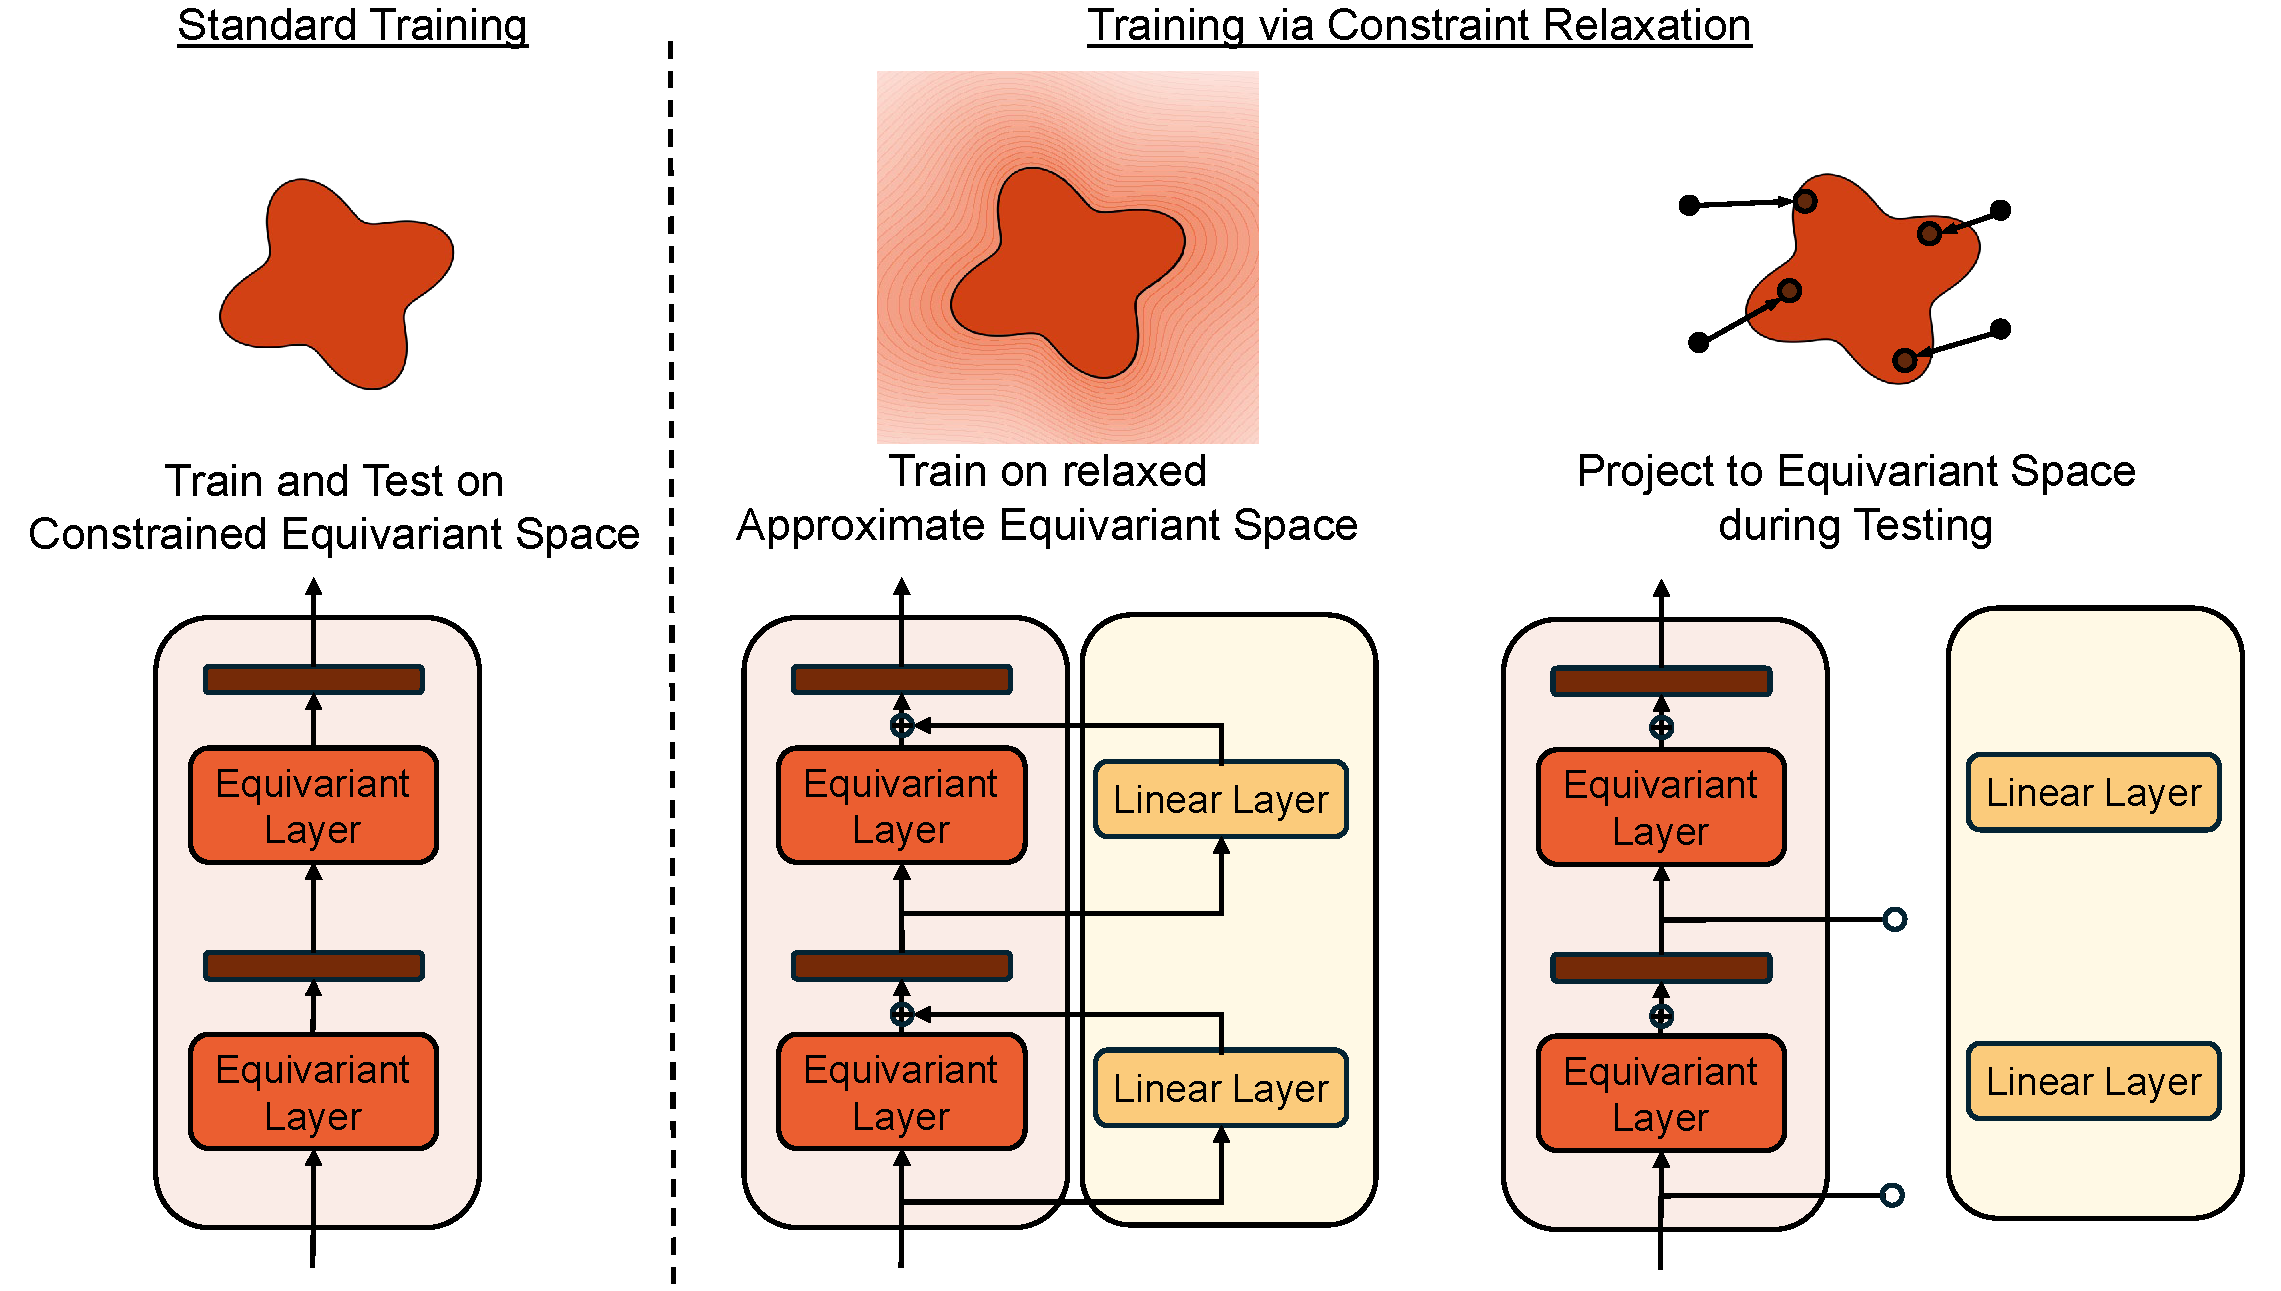 Standard Training
Training via Constraint Relaxation
Train and Test on
Constrained Equivariant Space
Train on relaxed
Approximate Equivariant Space
Project to Equivariant Space
during Testing
Equivariant
Layer
Equivariant
Layer
Equivariant
Layer
Linear Layer
Equivariant
Layer
Linear Layer
Equivariant
Layer
Linear Layer
Equivariant
Layer
Linear Layer